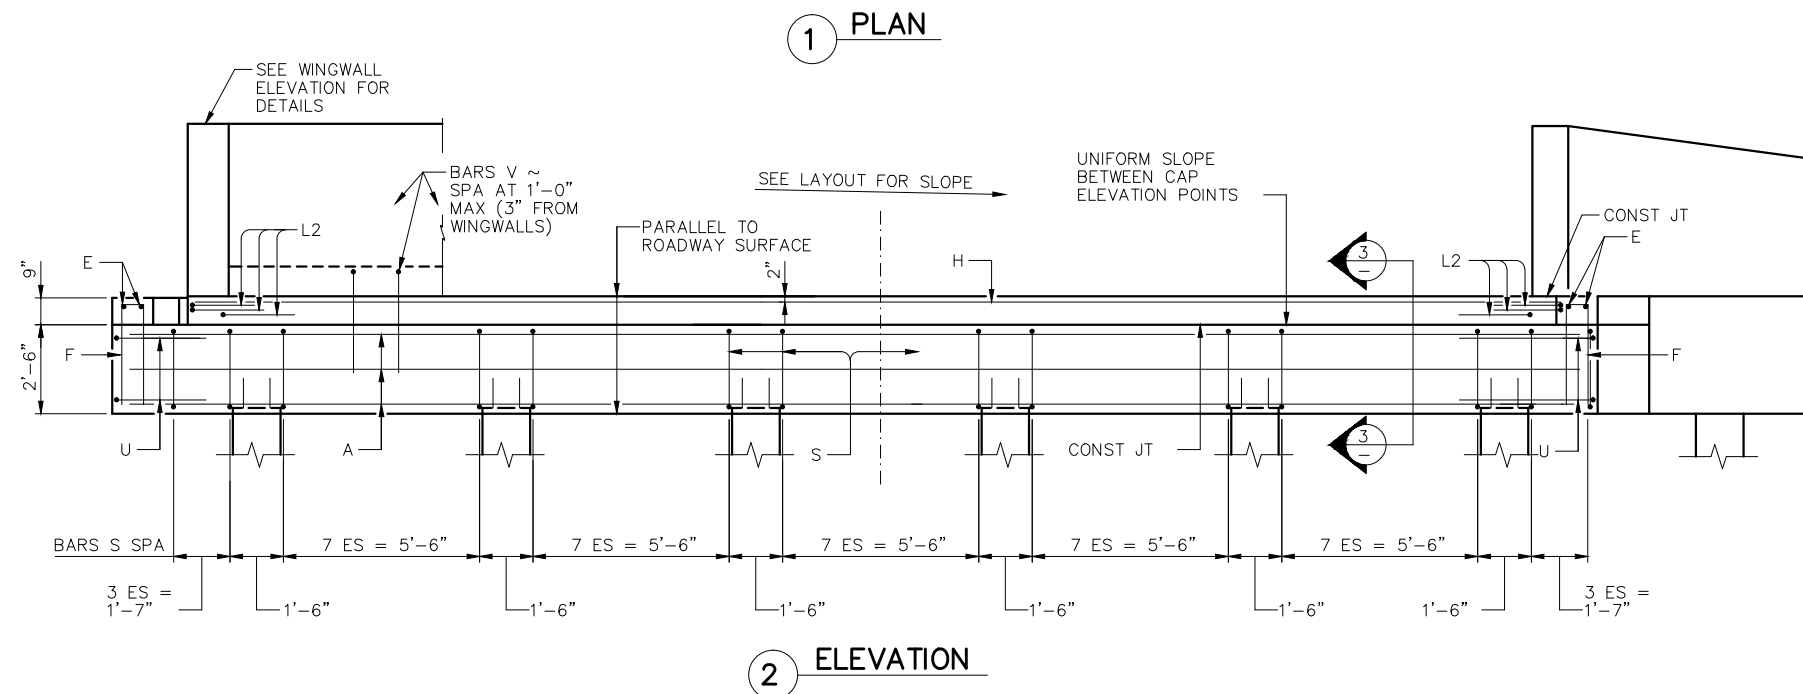 1 PLAN
SEE WINGWALL
ELEVATION FOR
DETAILS
BARS V ~
SPA AT 1'-0"
MAX (3" FROM
WINGWALLS)
SEE LAYOUT FOR SLOPE
UNIFORM SLOPE
BETWEEN CAP
ELEVATION POINTS
CONST JT
E
L2
PARALLEL TO
ROADWAY SURFACE
E
9"
2"
H
3
-
L2
F
2'-6"
F
U
A
S
CONST JT
3
-
U
BARS S SPA
7 ES = 5'-6"
7 ES = 5'-6"
7 ES = 5'-6"
7 ES = 5'-6"
7 ES = 5'-6"
3 ES =
1'-7"
1'-6"
1'-6"
1'-6"
1'-6"
1'-6"
1'-6"
3 ES =
1'-7"
2 ELEVATION